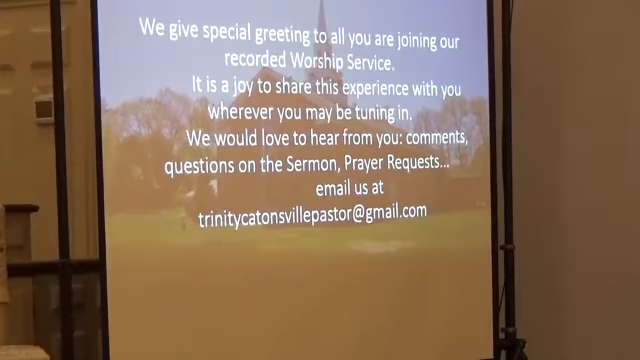 We give special greeting to all you are joining our
recorded Worship Service.
It is a joy to share this experience with you
wherever you may be tuning in.
We would love to hear from you: comments,
questions on the Sermon, Prayer Requests...
email us at
trinitycatonsvillepastor@gmail.com